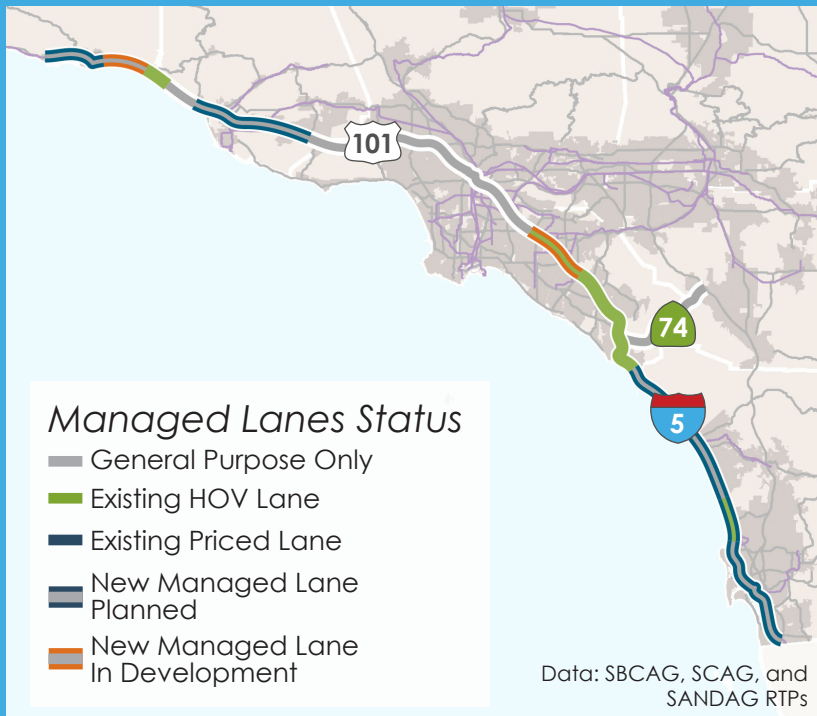 101
74
5
Managed Lanes Status
General Purpose Only
Existing HOV Lane
Existing Priced Lane
New Managed Lane
Planned
New Managed Lane
In Development
Data: SBCAG, SCAG, and
SANDAG RTPs